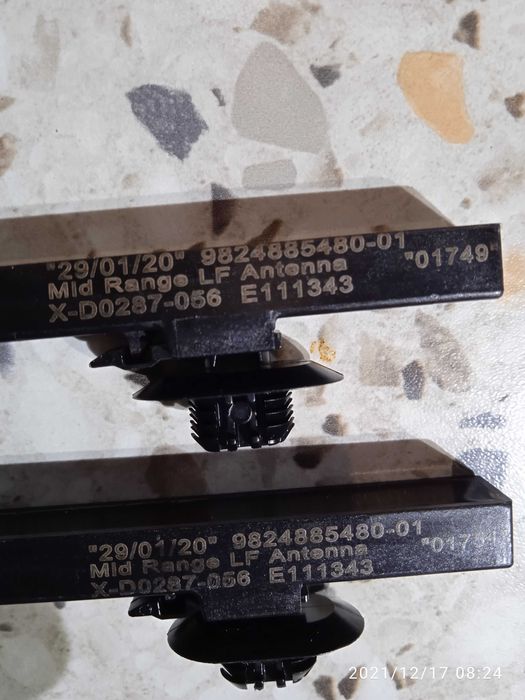 "29/01/20" 9824885480-01 "01749"
Mid Range LF Antenna
X-D0287-056 E111343
"29/01/20" 9824885480-01
Mid Range LF Antenna
X-D0287-056 E111343
2021/12/17 08:24